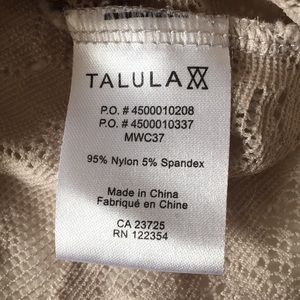 TALULA
P.O. # 4500010208
P.O. # 4500010337
MWC37
95% Nylon 5% Spandex
Made in China
Fabriqué en Chine
CA 23725
RN 122354